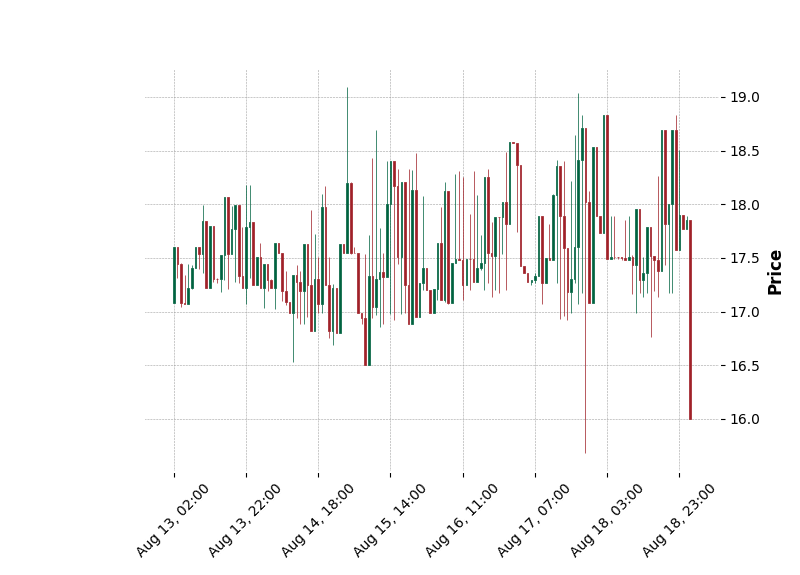 19.0
18.5
18.0
17.5
17.0
16.5
16.0
Price
Aug 13, 02:00
Aug 13, 22:00
Aug 14, 18:00
Aug 15, 14:00
Aug 16, 11:00
Aug 17, 07:00
Aug 18, 03:00
Aug 18, 23:00